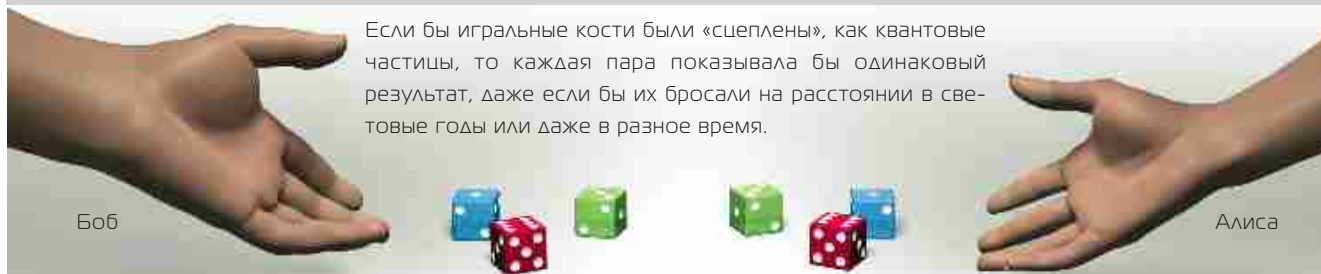 Если бы игральные кости были «сцеплены», как квантовые
частицы, то каждая пара показывала бы одинаковый
результат, даже если бы их бросали на расстоянии в све-
товые годы или даже в разное время.
Боб
Алиса